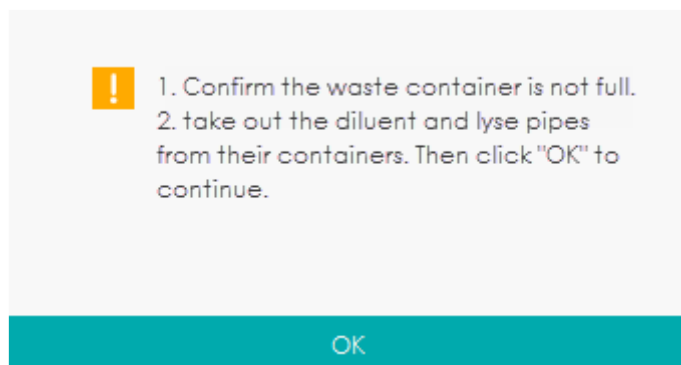 !
1. Confirm the waste container is not full.
2. take out the diluent and lyse pipes
from their containers. Then click "OK" to
continue.
OK